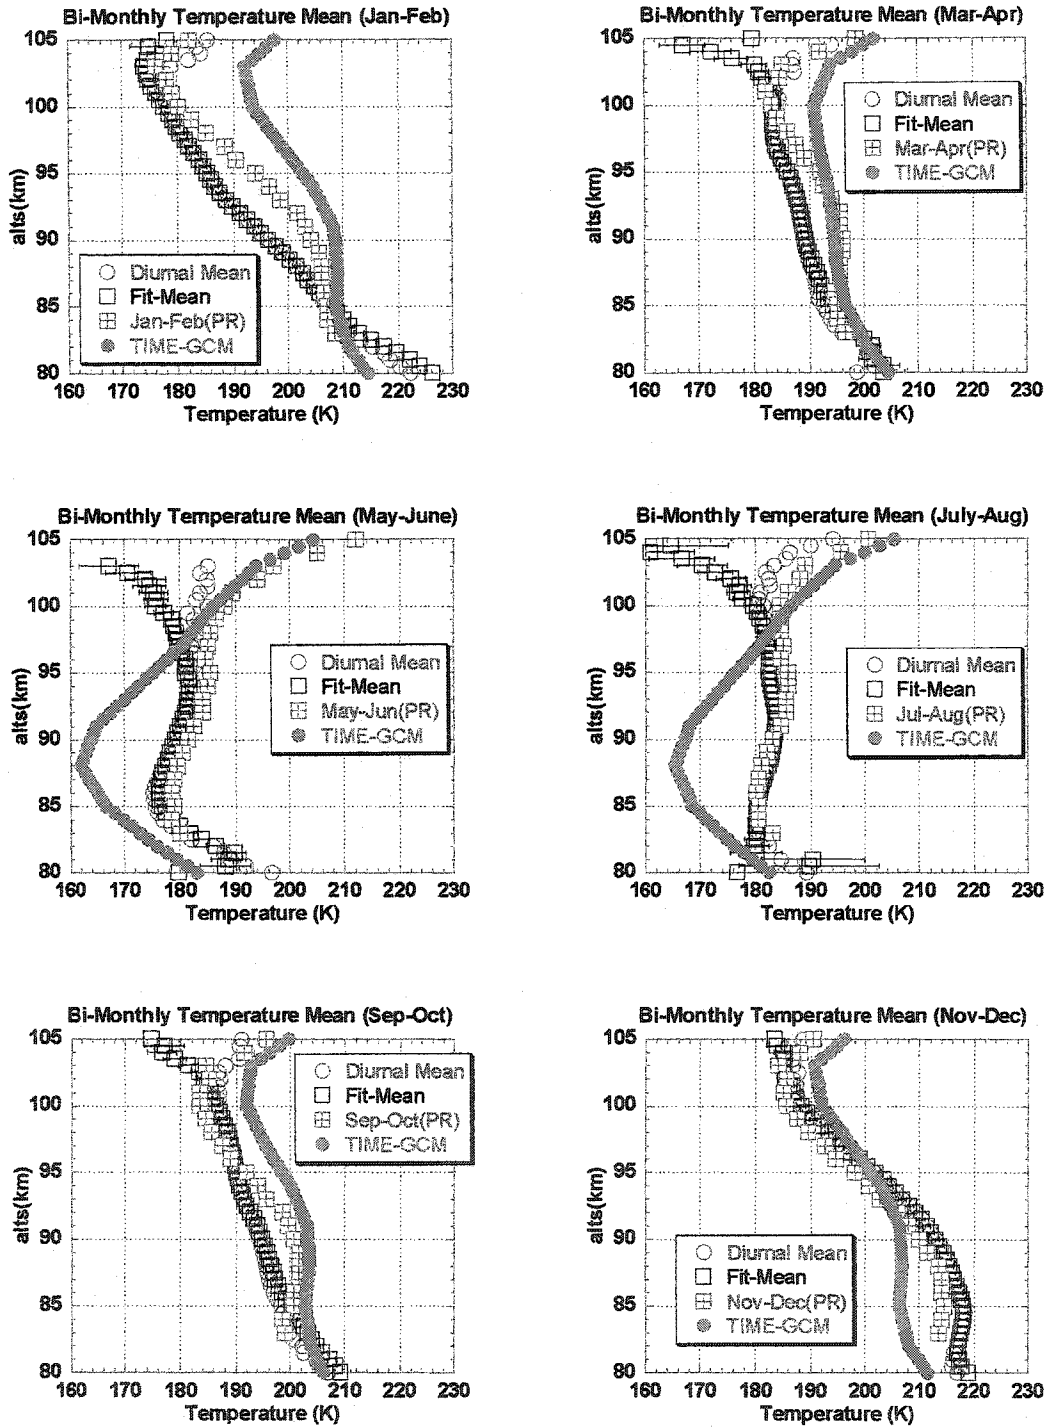 Bi-Monthly Temperature Mean (Jan-Feb)
105
100
95
90
85
80
alts(km)
Diurnal Mean
Fit-Mean
Jan-Feb(PR)
TIME-GCM
160 170 180 190 200 210 220 230
Temperature (K)
Bi-Monthly Temperature Mean (Mar-Apr)
105
100
95
90
85
80
alts(km)
Diurnal Mean
Fit-Mean
Mar-Apr(PR)
TIME-GCM
160 170 180 190 200 210 220 230
Temperature (K)
Bi-Monthly Temperature Mean (May-June)
105
100
95
90
85
80
alts(km)
Diurnal Mean
Fit-Mean
May-Jun(PR)
TIME-GCM
160 170 180 190 200 210 220 230
Temperature (K)
Bi-Monthly Temperature Mean (July-Aug)
105
100
95
90
85
80
alts(km)
Diurnal Mean
Fit-Mean
Jul-Aug(PR)
TIME-GCM
160 170 180 190 200 210 220 230
Temperature (K)
Bi-Monthly Temperature Mean (Sep-Oct)
105
100
95
90
85
80
alts(km)
Diurnal Mean
Fit-Mean
Sep-Oct(PR)
TIME-GCM
160 170 180 190 200 210 220 230
Temperature (K)
Bi-Monthly Temperature Mean (Nov-Dec)
105
100
95
90
85
80
alts(km)
Diurnal Mean
Fit-Mean
Nov-Dec(PR)
TIME-GCM
160 170 180 190 200 210 220 230
Temperature (K)